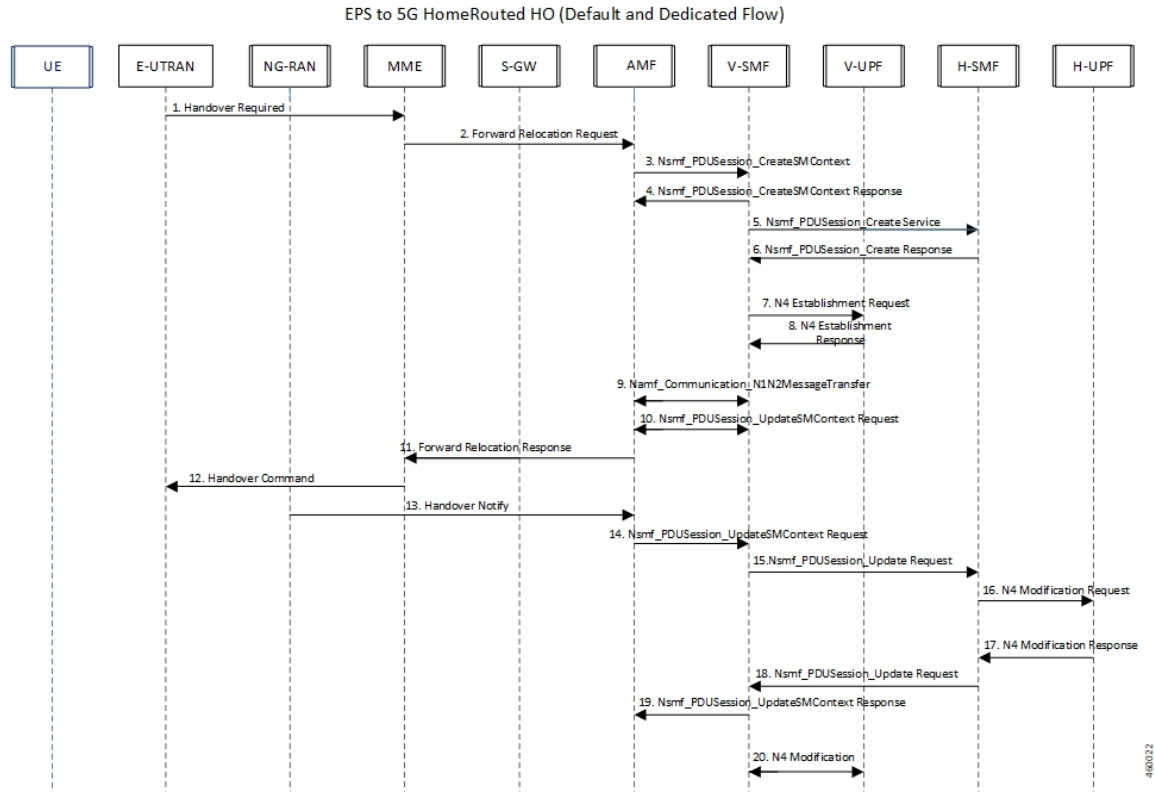 EPS to 5G HomeRouted HO (Default and Dedicated Flow)
UE
E-UTRAN
NG-RAN
MME
S-GW
AMF
V-SMF
V-UPF
H-SMF
H-UPF
1. Handover Required
2. Forward Relocation Request
3. Nsmf_PDUSession_CreateSMContext
4. Nsmf_PDUSession_CreateSMContext Response
5. Nsmf_PDUSession_Create Service
6. Nsmf_PDUSession_Create Response
7. N4 Establishment Request
8. N4 Establishment
Response
9. Namf_Communication_N1N2MessageTransfer
10. Nsmf_PDUSession_UpdateSMContext Request
11. Forward Relocation Response
12. Handover Command
13. Handover Notify
14. Nsmf_PDUSession_UpdateSMContext Request
15.Nsmf_PDUSession_Update Request
16. N4 Modification Request
17. N4 Modification Response
18. Nsmf_PDUSession_Update Request
19. Nsmf_PDUSession_UpdateSMContext Response
20. N4 Modification
460022